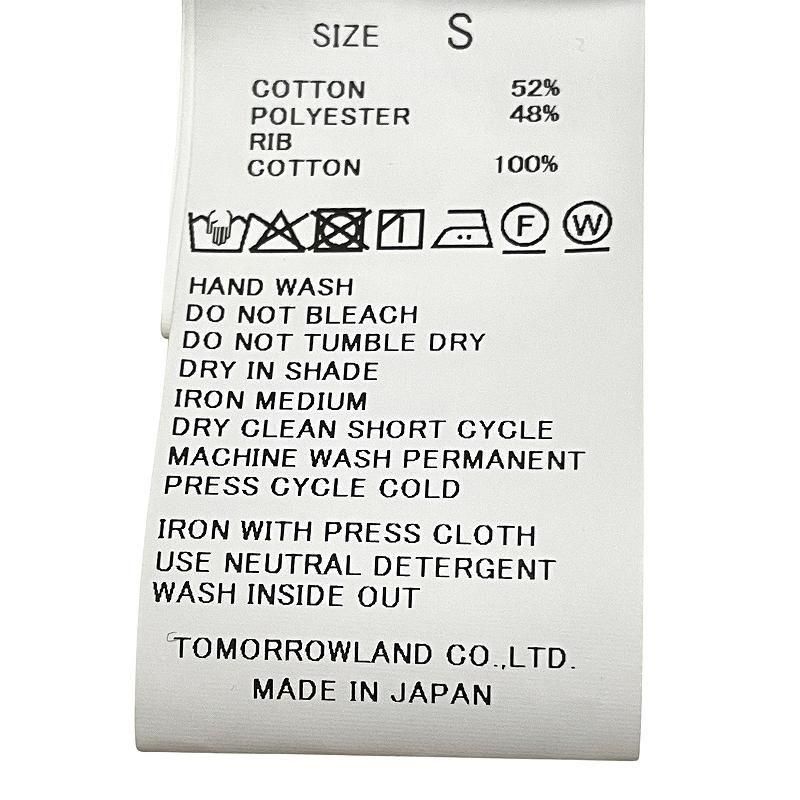 SIZE S
COTTON 52%
POLYESTER 48%
RIB
COTTON 100%
F W
HAND WASH
DO NOT BLEACH
DO NOT TUMBLE DRY
DRY IN SHADE
IRON MEDIUM
DRY CLEAN SHORT CYCLE
MACHINE WASH PERMANENT
PRESS CYCLE COLD
IRON WITH PRESS CLOTH
USE NEUTRAL DETERGENT
WASH INSIDE OUT
TOMORROWLAND CO.,LTD.
MADE IN JAPAN